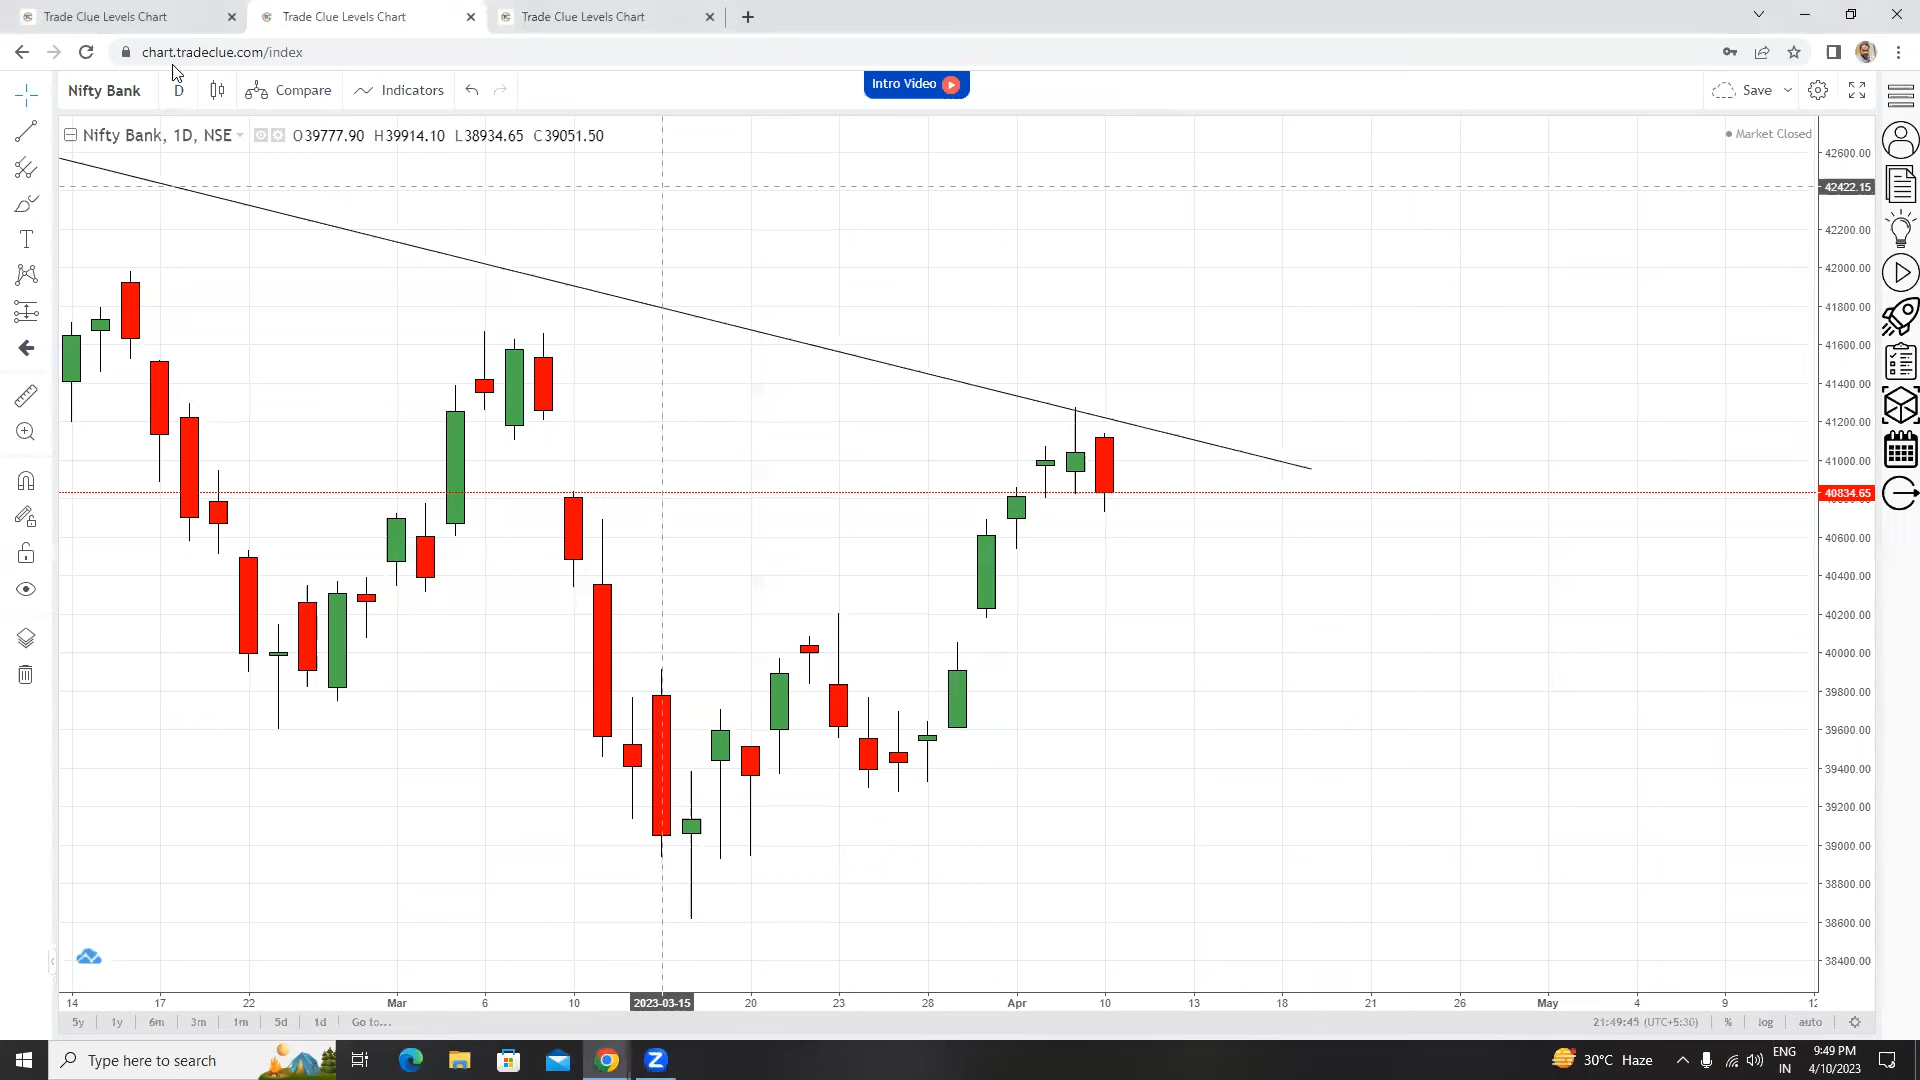 Trade Clue Levels Chart
Trade Clue Levels Chart
Trade Clue Levels Chart
chart.tradeclue.com/index
Nifty Bank D Compare Indicators Intro Video Save
Nifty Bank, 1D, NSE O39777.90 H39914.10 L38934.65 C39051.50
Market Closed
42600.00
42422.15
42200.00
42000.00
41800.00
41600.00
41400.00
41200.00
41000.00
40834.65
40600.00
40400.00
40200.00
40000.00
39800.00
39600.00
39400.00
39200.00
39000.00
38800.00
38600.00
38400.00
14 17 22 Mar 6 10 2023-03-15 20 23 28 Apr 10 13 18 21 26 May 4 9 12
5y 1y 6m 3m 1m 5d 1d Go to... 21:49:45 (UTC+5:30) % log auto
Type here to search
30°C Haze
ENG
IN
9:49 PM
4/10/2023